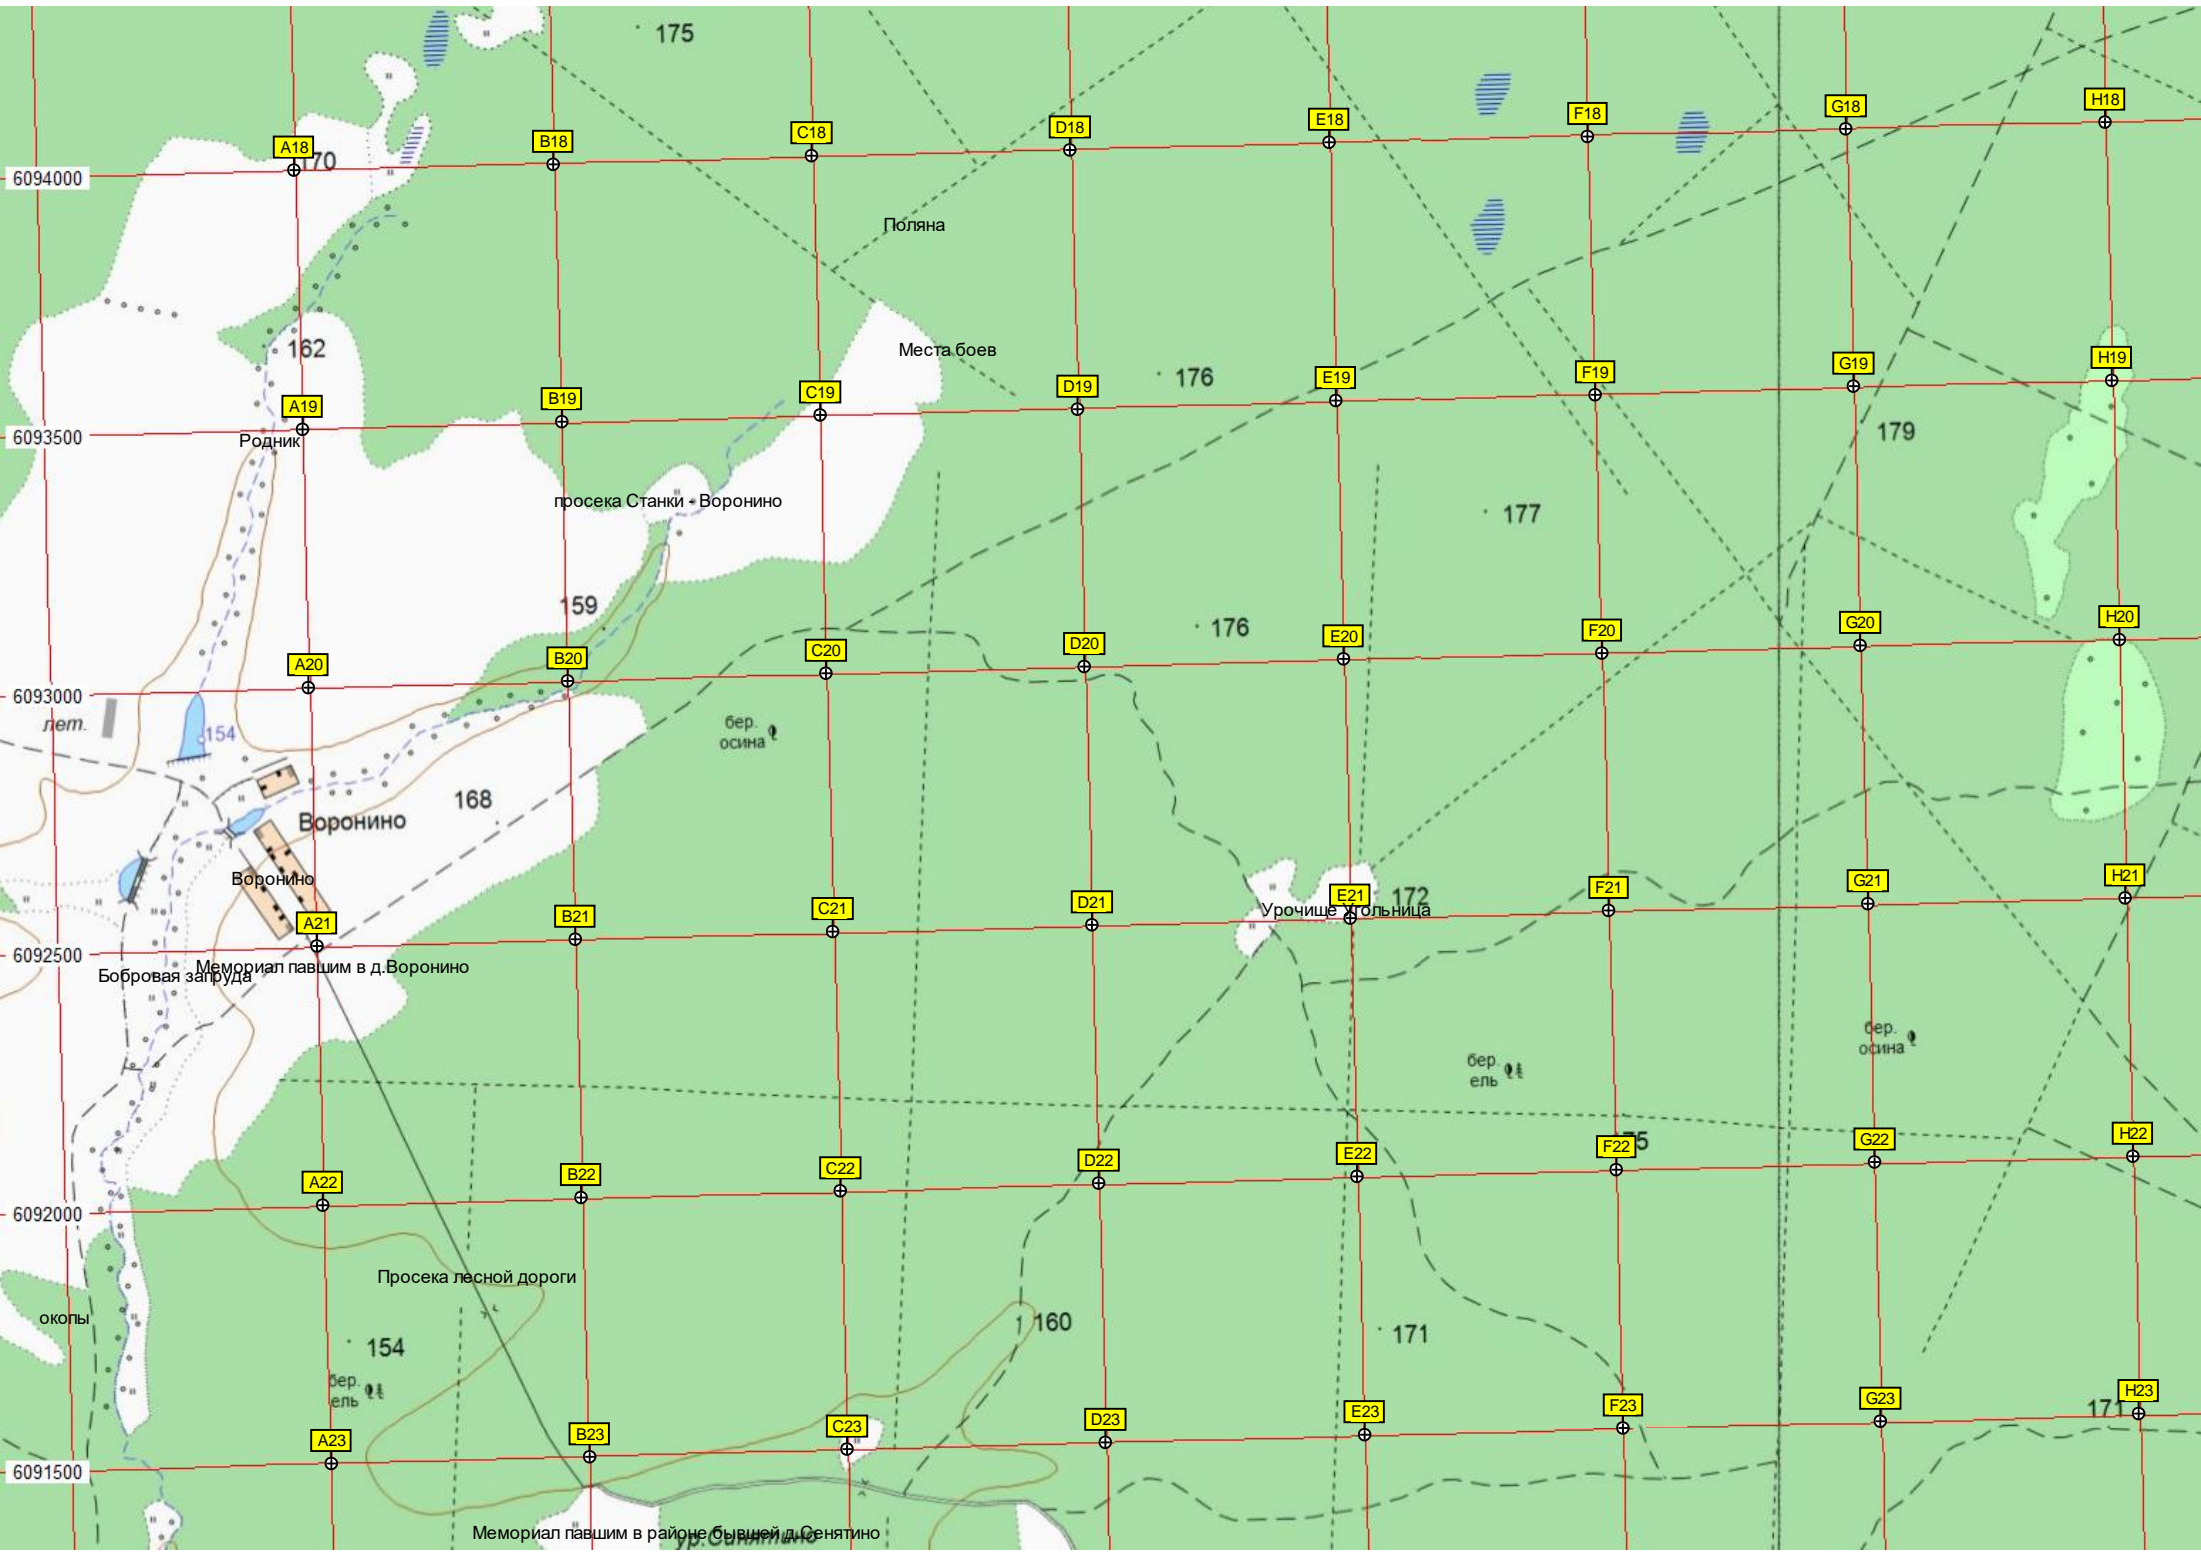 175
A18
B18
C18
D18
E18
F18
G18
H18
170
6094000
Поляна
162
Места боев
176
A19
B19
C19
D19
E19
F19
G19
H19
6093500
Родник
179
просека Станки - Воронино
177
159
176
A20
B20
C20
D20
E20
F20
G20
H20
6093000
лет.
154
бер.
осина
168
Воронино
Воронино
172
A21
B21
C21
D21
E21
F21
G21
H21
Урочище Угольница
6092500
Мемориал павшим в д.Воронино
Бобровая запруда
бер.
осина
бер.
ель
A22
B22
C22
D22
E22
F22
G22
H22
6092000
Просека лесной дороги
окопы
160
171
154
бер.
ель
A23
B23
C23
D23
E23
F23
G23
H23
171
6091500
Мемориал павшим в районе бывшей д.Сенятино
ур.Синятино